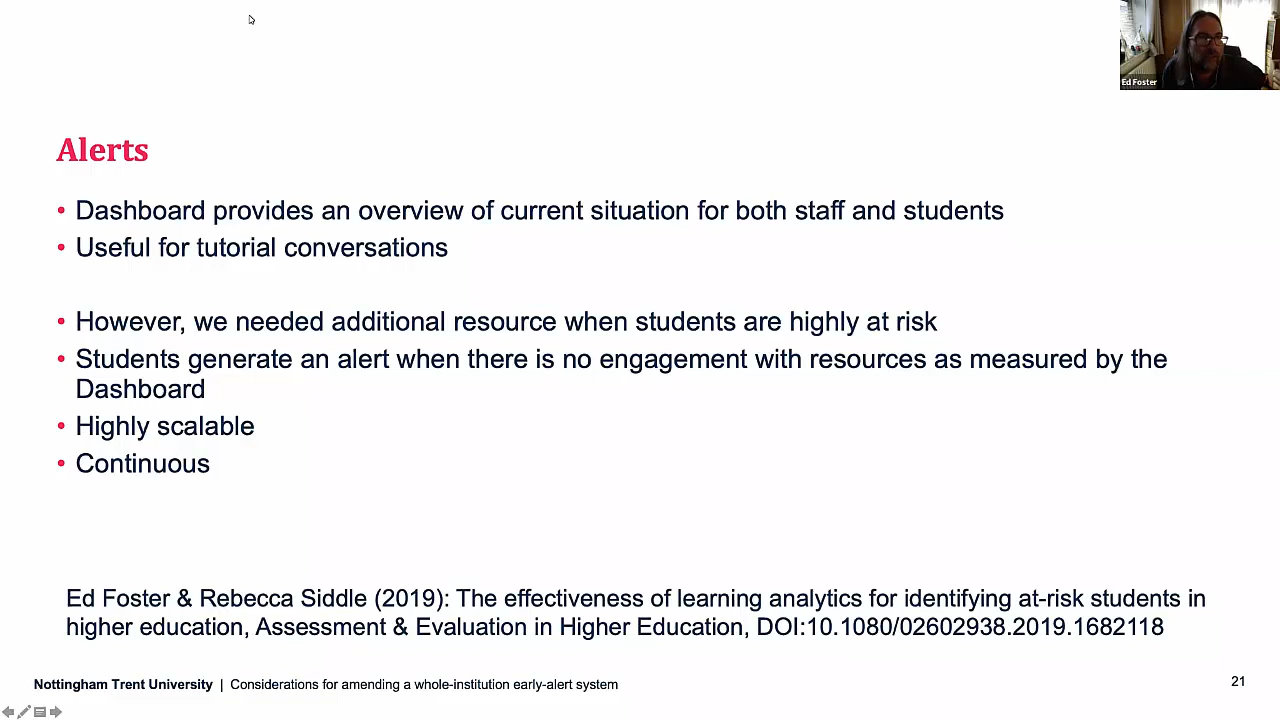 Ed Foster
Alerts
• Dashboard provides an overview of current situation for both staff and students
• Useful for tutorial conversations
• However, we needed additional resource when students are highly at risk
• Students generate an alert when there is no engagement with resources as measured by the
Dashboard
• Highly scalable
• Continuous
Ed Foster & Rebecca Siddle (2019): The effectiveness of learning analytics for identifying at-risk students in
higher education, Assessment & Evaluation in Higher Education, DOI:10.1080/02602938.2019.1682118
Nottingham Trent University | Considerations for amending a whole-institution early-alert system
21